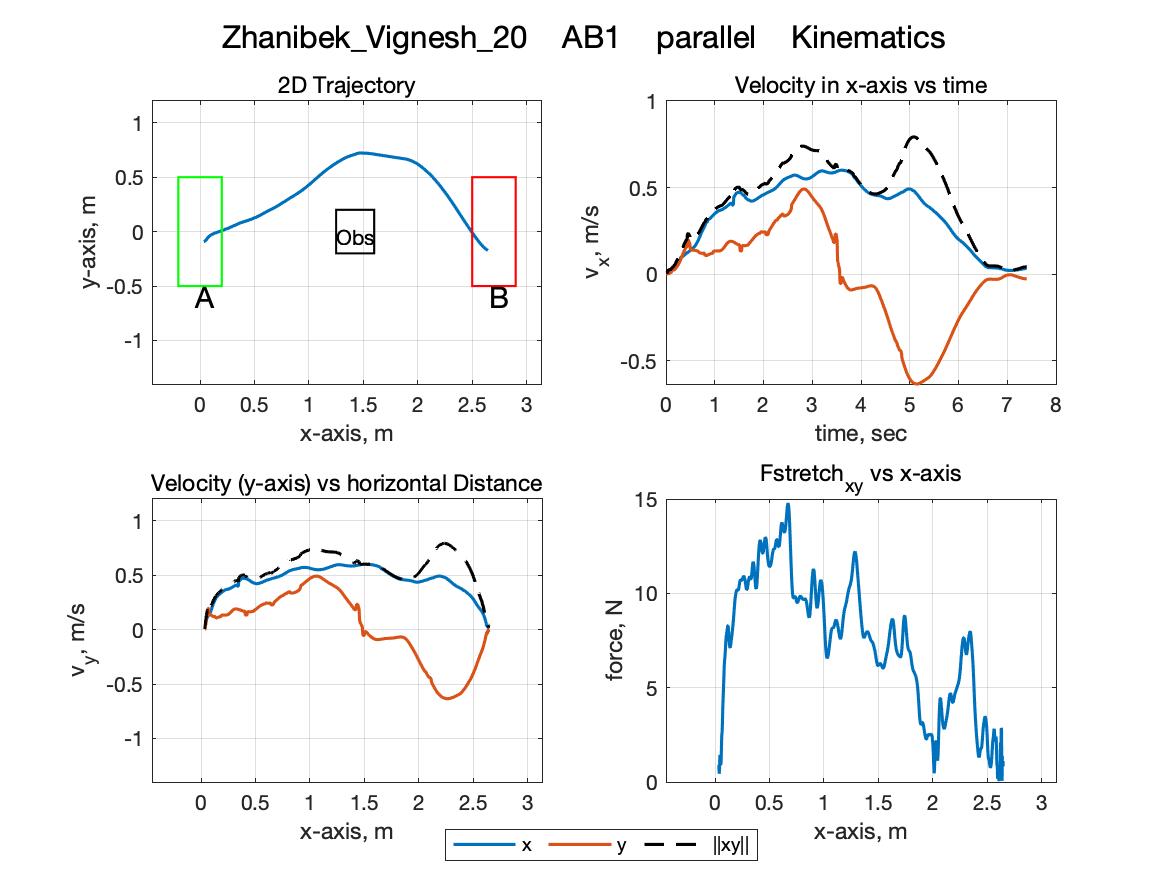 Zhanibek_Vignesh_20 AB1 parallel Kinematics
2D Trajectory
1
0.5
0
-0.5
-1
y-axis, m
Obs
A
B
0 0.5 1 1.5 2 2.5 3
x-axis, m
Velocity in x-axis vs time
1
0.5
0
-0.5
v_x, m/s
0 1 2 3 4 5 6 7 8
time, sec
Velocity (y-axis) vs horizontal Distance
1
0.5
0
-0.5
-1
v_y, m/s
0 0.5 1 1.5 2 2.5 3
x-axis, m
Fstretch_xy vs x-axis
15
10
5
0
force, N
0 0.5 1 1.5 2 2.5 3
x-axis, m
x y ||xy||